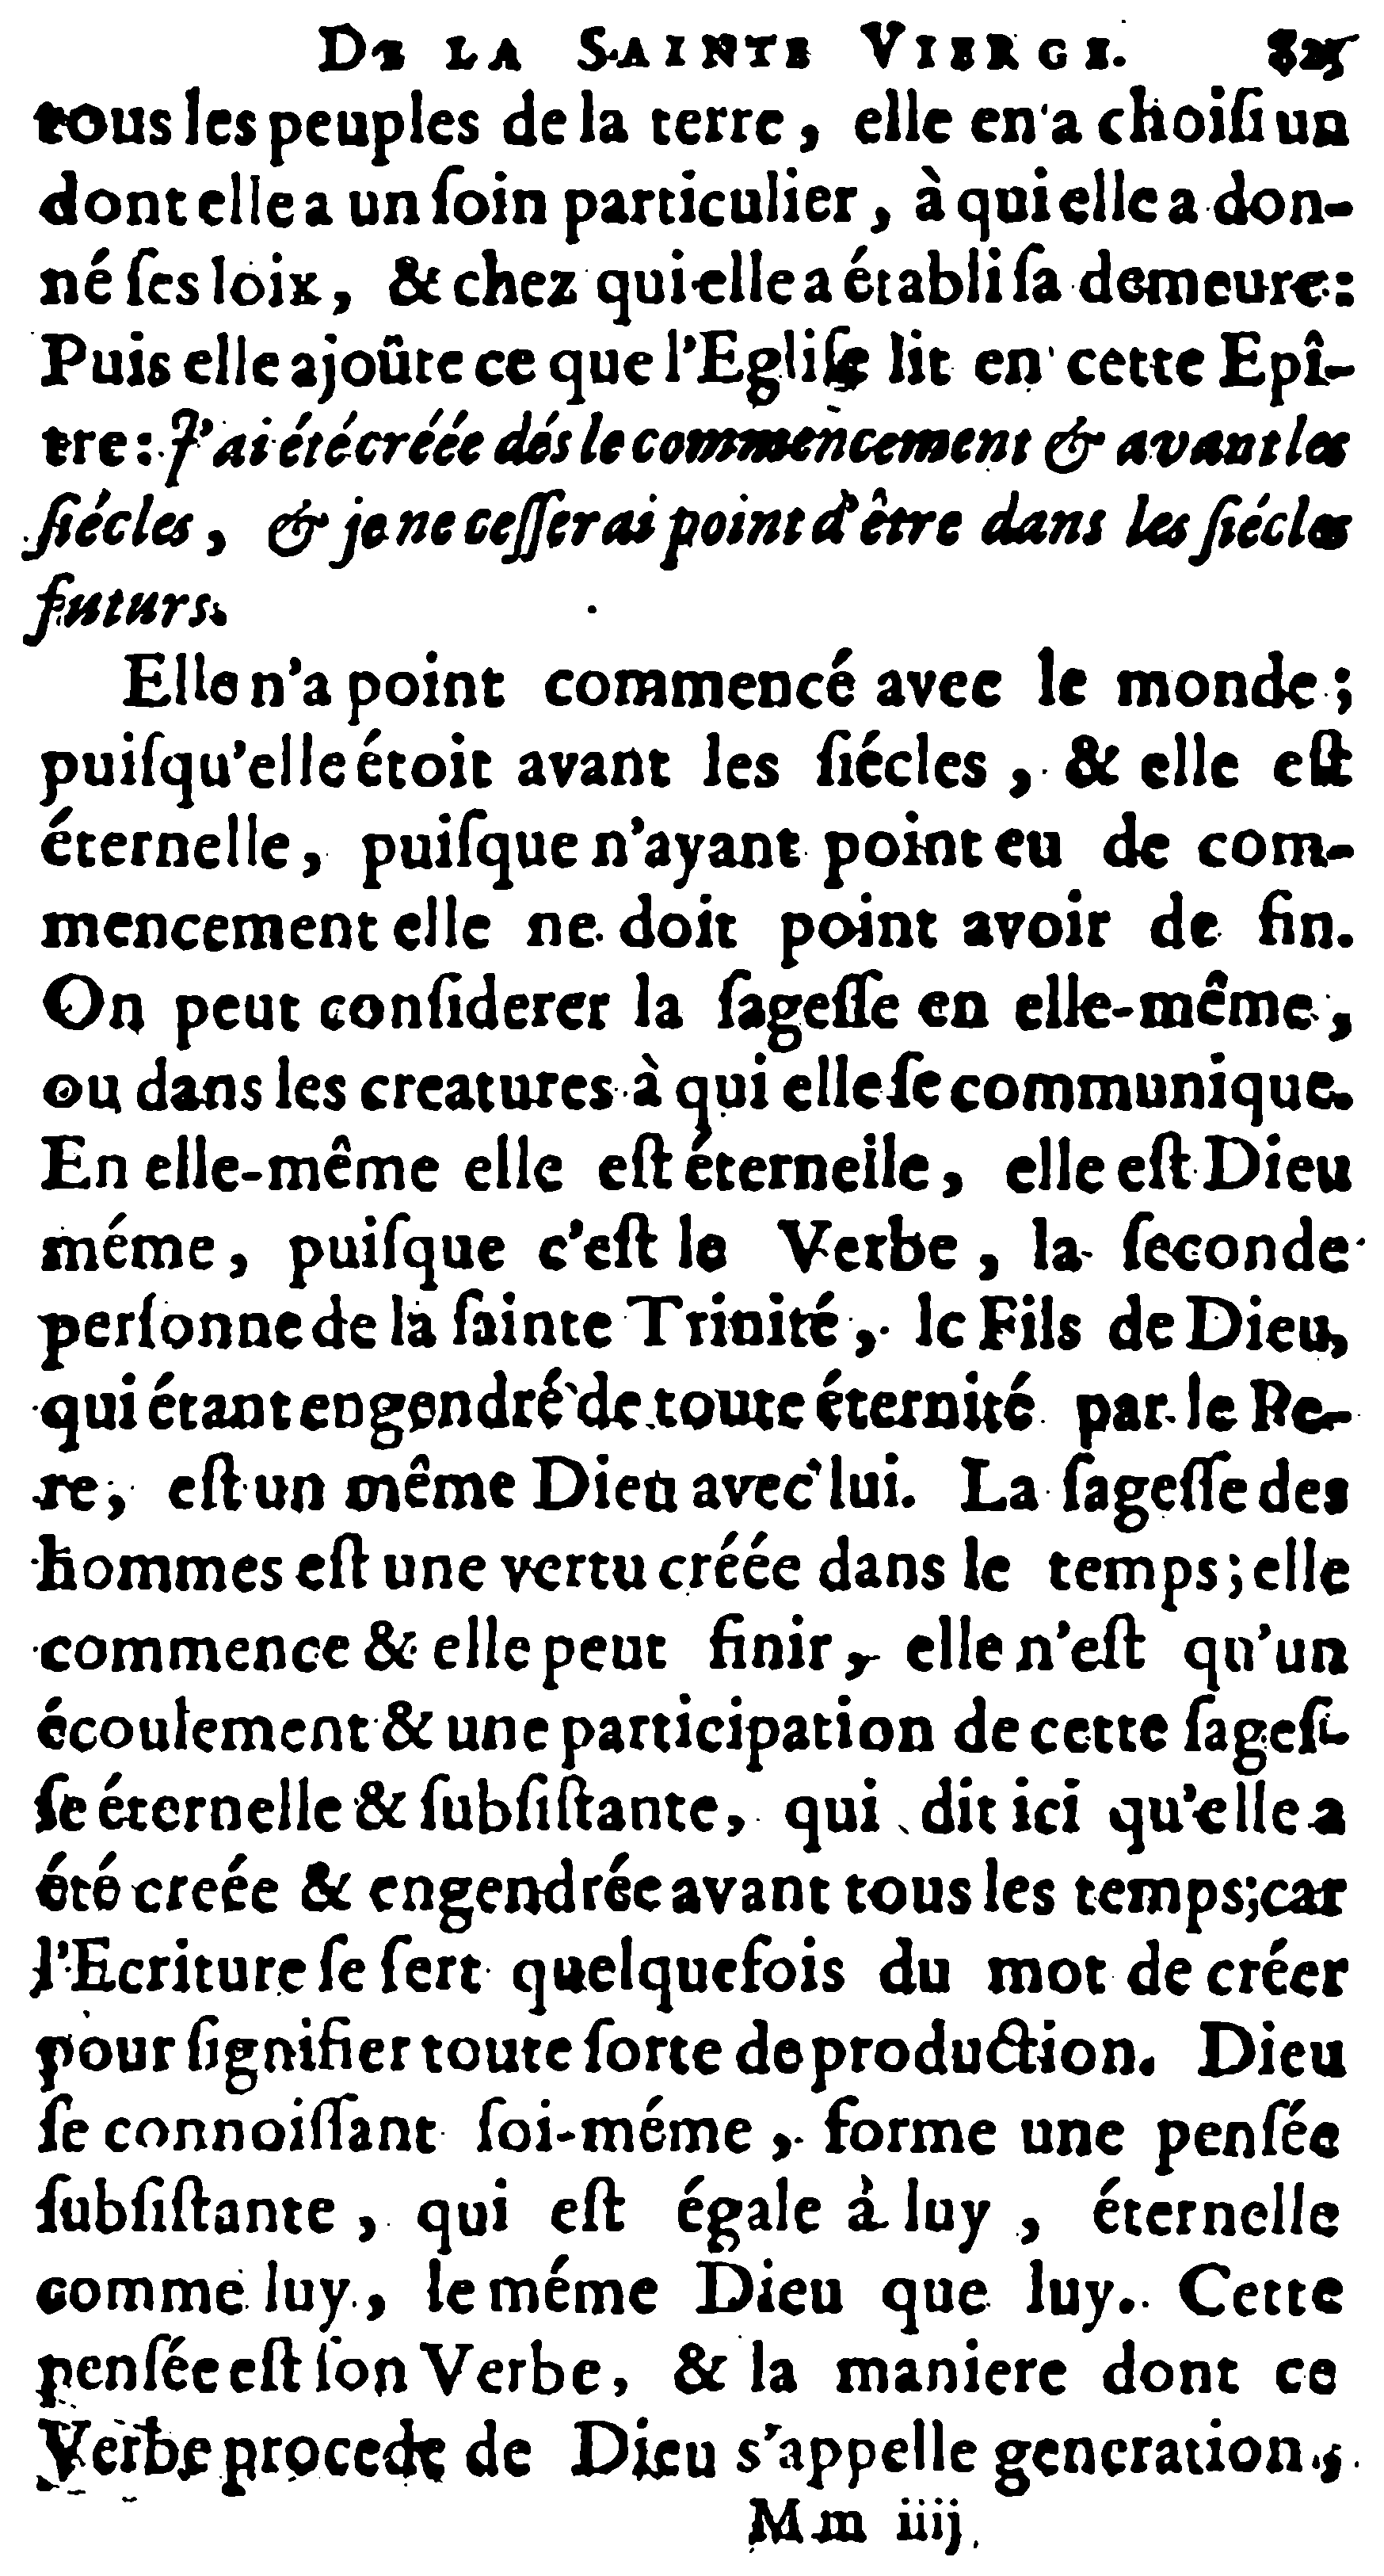 DE LA SAINTE VIERGE. 825
tous les peuples de la terre, elle en a choiſi un
dont elle a un ſoin particulier, à qui elle a don-
né ſes loix, & chez qui elle a établi ſa demeure:
Puis elle ajoûte ce que l'Egliſe lit en cette Epî-
tre: J'ai été créée dés le commencement & avant les
ſiécles, & je ne ceſſerai point d'être dans les ſiécles
futurs.
Elle n'a point commencé avec le monde;
puiſqu'elle étoit avant les ſiécles, & elle eſt
éternelle, puiſque n'ayant point eu de com-
mencement elle ne doit point avoir de fin.
On peut conſiderer la ſageſſe en elle-même,
ou dans les creatures à qui elle ſe communique.
En elle-même elle eſt éternelle, elle eſt Dieu
méme, puiſque c'eſt le Verbe, la ſeconde
perſonne de la ſainte Trinité, le Fils de Dieu,
qui étant engendré de toute éternité par le Pe-
re, eſt un même Dieu avec lui. La ſageſſe des
hommes eſt une vertu créée dans le temps; elle
commence & elle peut finir, elle n'eſt qu'un
écoulement & une participation de cette ſageſ-
ſe éternelle & ſubſiſtante, qui dit ici qu'elle a
été creée & engendrée avant tous les temps; car
l'Ecriture ſe ſert quelquefois du mot de créer
pour ſignifier toute ſorte de production. Dieu
ſe connoiſſant ſoi-méme, forme une penſée
ſubſiſtante, qui eſt égale à luy, éternelle
comme luy, le méme Dieu que luy. Cette
penſée eſt ſon Verbe, & la maniere dont ce
Verbe procede de Dieu s'appelle generation,
Mm iiij